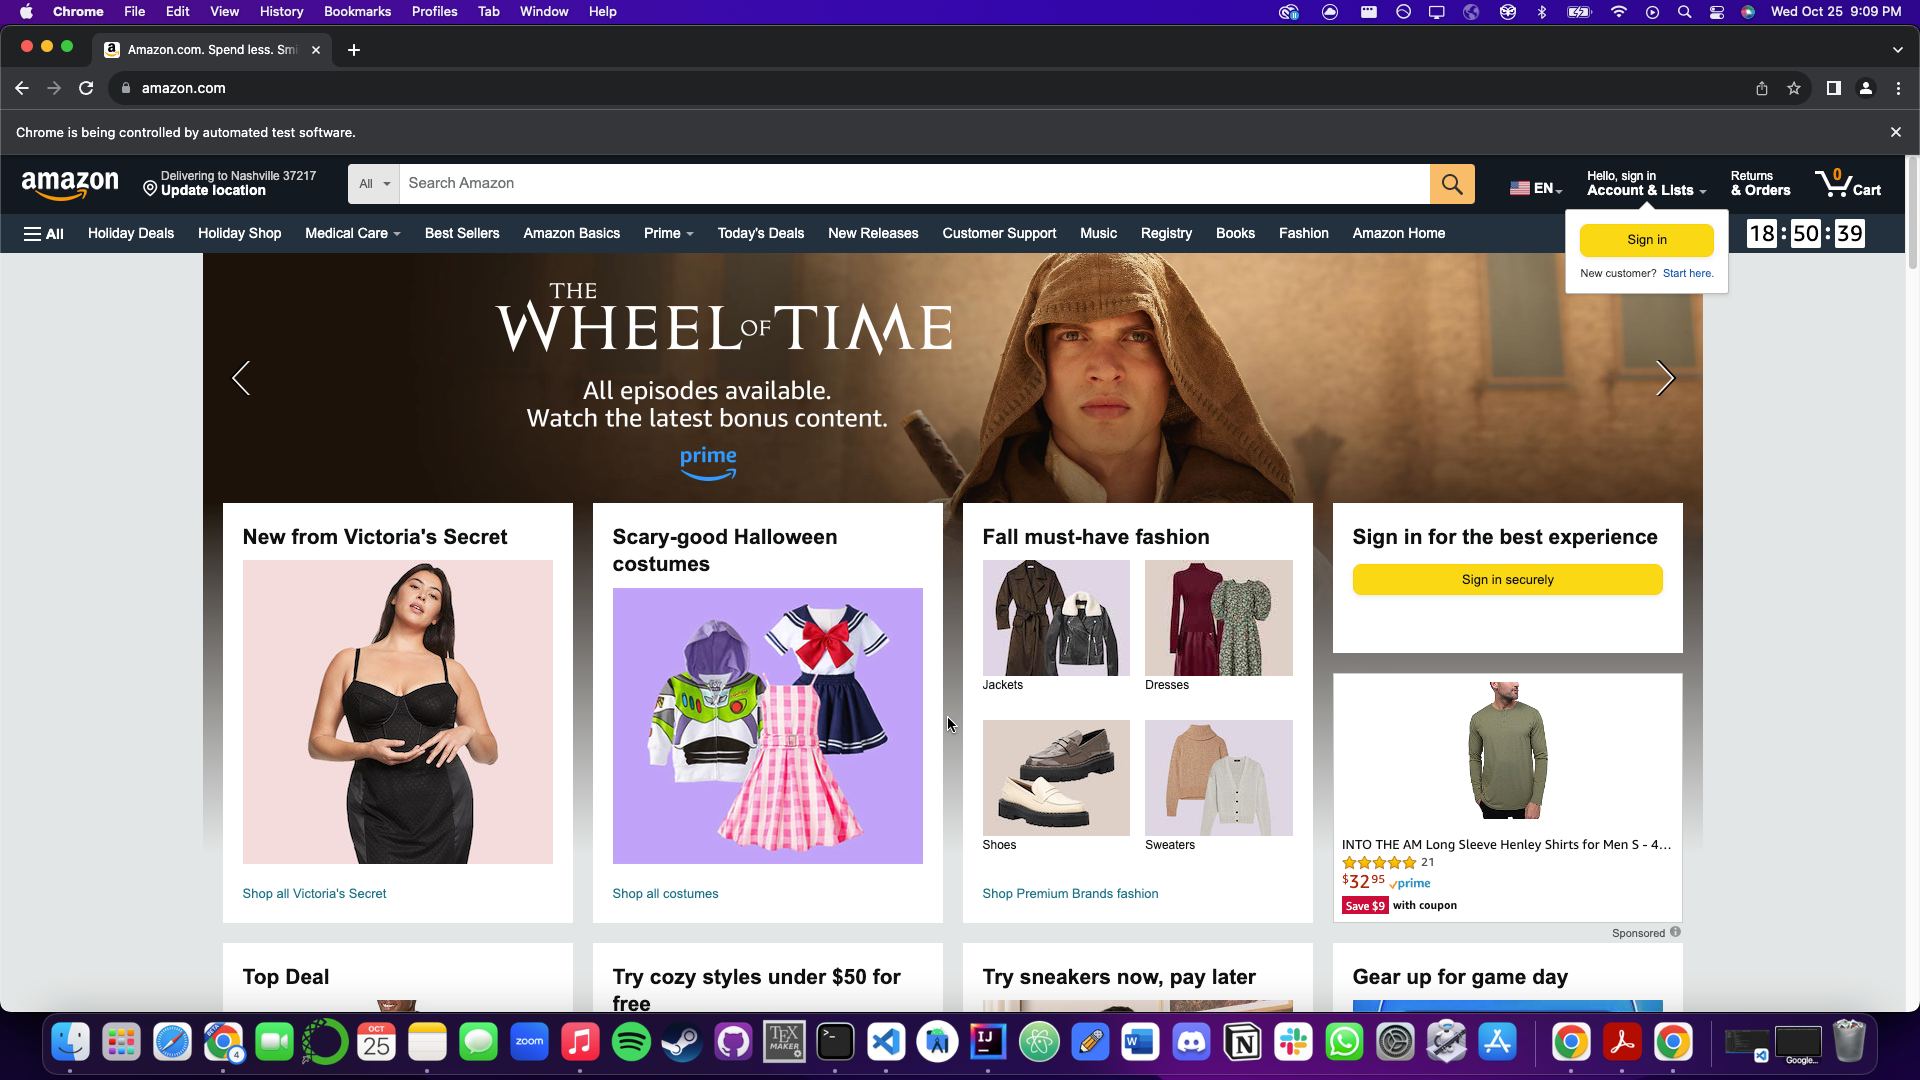 Chrome File Edit View History Bookmarks Profiles Tab Window Help
Wed Oct 25 9:09 PM
Amazon.com. Spend less. Smi
amazon.com
Chrome is being controlled by automated test software.
amazon
Delivering to Nashville 37217
Update location
All
Search Amazon
EN
Hello, sign in
Account & Lists
Returns
& Orders
0
Cart
All Holiday Deals Holiday Shop Medical Care Best Sellers Amazon Basics Prime Today's Deals New Releases Customer Support Music Registry Books Fashion Amazon Home
18 : 50 : 39
Sign in
New customer? Start here.
THE
WHEEL OF TIME
All episodes available.
Watch the latest bonus content.
prime
New from Victoria's Secret
Shop all Victoria's Secret
Scary-good Halloween
costumes
Shop all costumes
Fall must-have fashion
Jackets
Dresses
Shoes
Sweaters
Shop Premium Brands fashion
Sign in for the best experience
Sign in securely
INTO THE AM Long Sleeve Henley Shirts for Men S - 4...
21
$32 95 prime
Save $9 with coupon
Sponsored
Top Deal
Try cozy styles under $50 for
free
Try sneakers now, pay later
Gear up for game day
BETA
4
OCT
25
zoom
TEX
MAKER
IJ
W
N
Google...